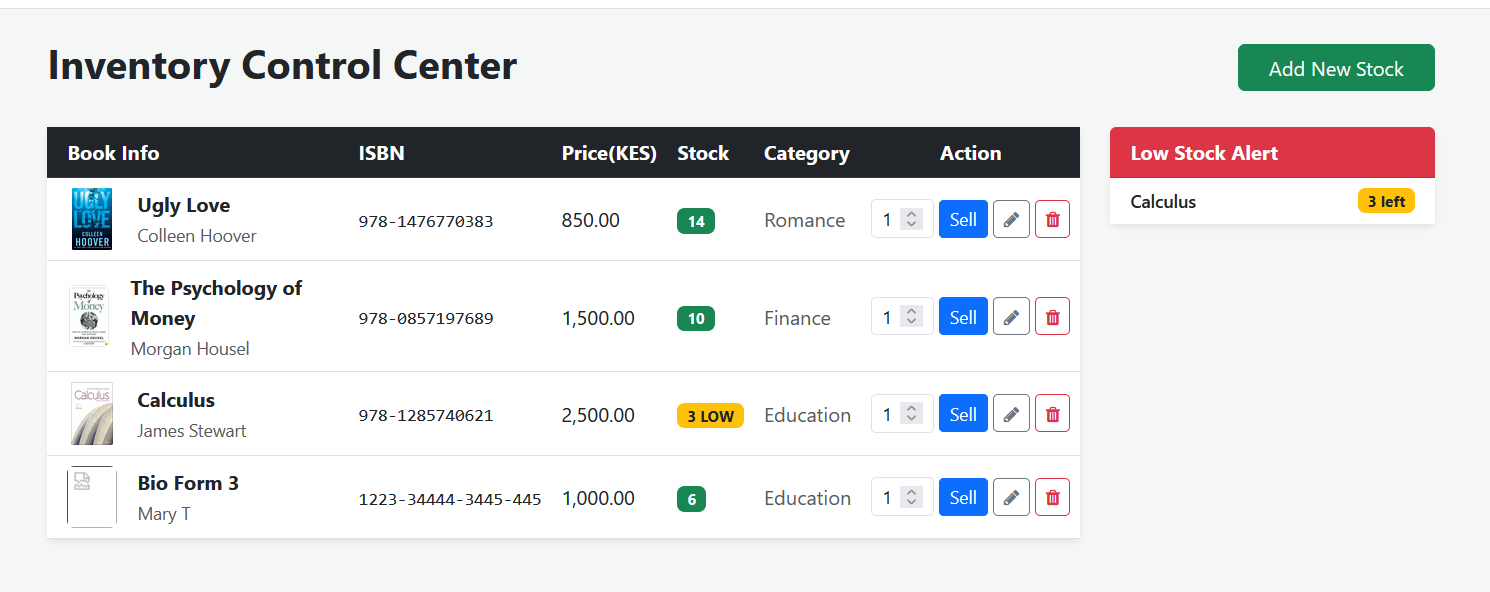 Inventory Control Center
Add New Stock
Book Info ISBN Price(KES) Stock Category Action
UGLY LOVE COLLEEN HOOVER
Ugly Love
Colleen Hoover
978-1476770383 850.00 14 Romance 1 Sell
The Psychology of Money
MORGAN HOUSEL
The Psychology of
Money
Morgan Housel
978-0857197689 1,500.00 10 Finance 1 Sell
Calculus
Calculus
James Stewart
978-1285740621 2,500.00 3 LOW Education 1 Sell
Bio Form 3
Mary T
1223-34444-3445-445 1,000.00 6 Education 1 Sell
Low Stock Alert
Calculus 3 left